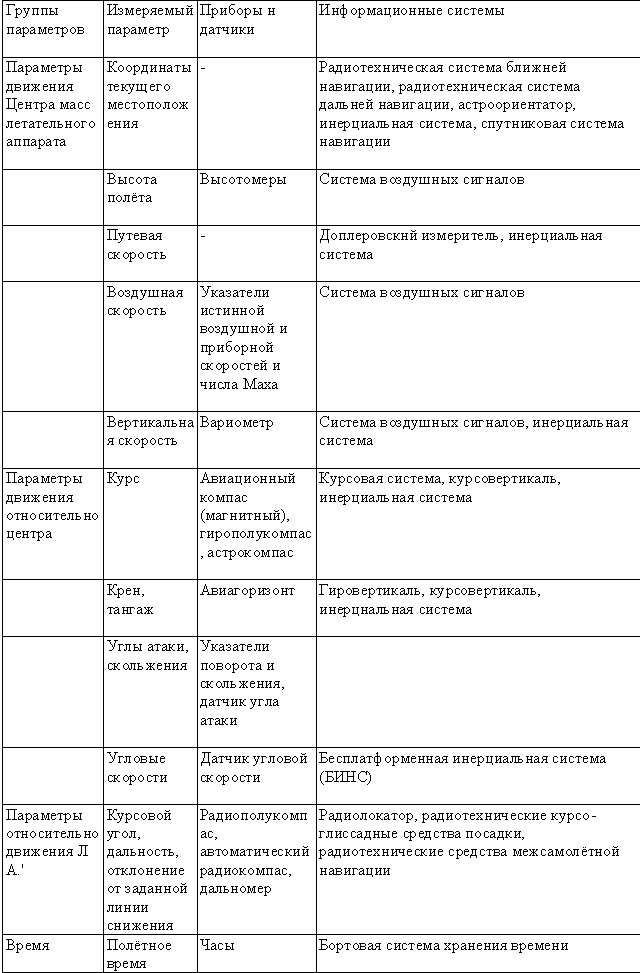 Группы
параметров
Измеряемый
параметр
Приборы н
датчики
Информационные системы
Параметры
движения
Центра масс
летательного
аппарата
Координаты
текущего
местополож
ения
-
Радиотехническая система ближней
навигации, радиотехническая система
дальней навигации, астроориентатор,
инерциальная система, спутниковая система
навигации
Высота
полёта
Высотомеры
Система воздушных сигналов
Путевая
скорость
-
Доплеровскнй измеритель, инерциальная
система
Воздушная
скорость
Указатели
истинной
воздушной и
приборной
скоростей и
числа Маха
Система воздушных сигналов
Вертикальна
я скорость
Вариометр
Система воздушных сигналов, инерциальная
система
Параметры
движения
относительно
центра
Курс
Авиационный
компас
(магнитный),
гирополукомпас
, астрокомпас
Курсовая система, курсовертикаль,
инерциальная система
Крен,
тангаж
Авиагоризонт
Гировертикаль, курсовертикаль,
инерцнальная система
Углы атаки,
скольжения
Указатели
поворота и
скольжения,
датчик угла
атаки
Угловые
скорости
Датчик угловой
скорости
Бесплатформенная инерциальная система
(БИНС)
Параметры
относительно
движения Л
А.'
Курсовой
угол,
дальность,
отклонение
от заданной
линии
снижения
Радиополукомп
ас,
автоматический
радиокомпас,
дальномер
Радиолокатор, радиотехнические курсо-
глиссадные средства посадки,
радиотехнические средства межсамолётной
навигации
Время
Полётное
время
Часы
Бортовая система хранения времени